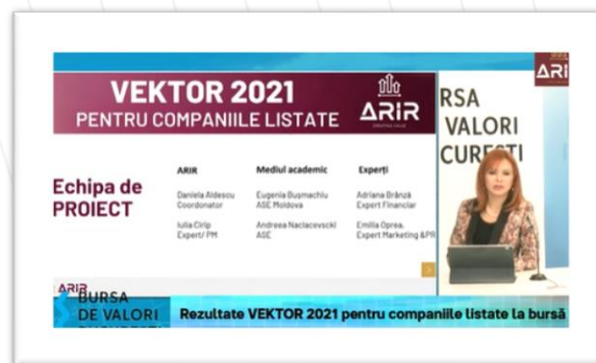 VEKTOR 2021
PENTRU COMPANIILE LISTATE
ARIR
ARI
RSA
VALORI
CUREȘTI
Echipa de
PROIECT
ARIR
Daniela Aldescu
Coordonator
Iulia Cîrip
Expert/ PM
Mediul academic
Eugenia Bușmachiu
ASE Moldova
Andreea Naciacevscki
ASE
Experți
Adriana Brânză
Expert Financiar
Emilia Oprea,
Expert Marketing &PR
ARIR
BURSA
DE VALORI
Rezultate VEKTOR 2021 pentru companiile listate la bursă